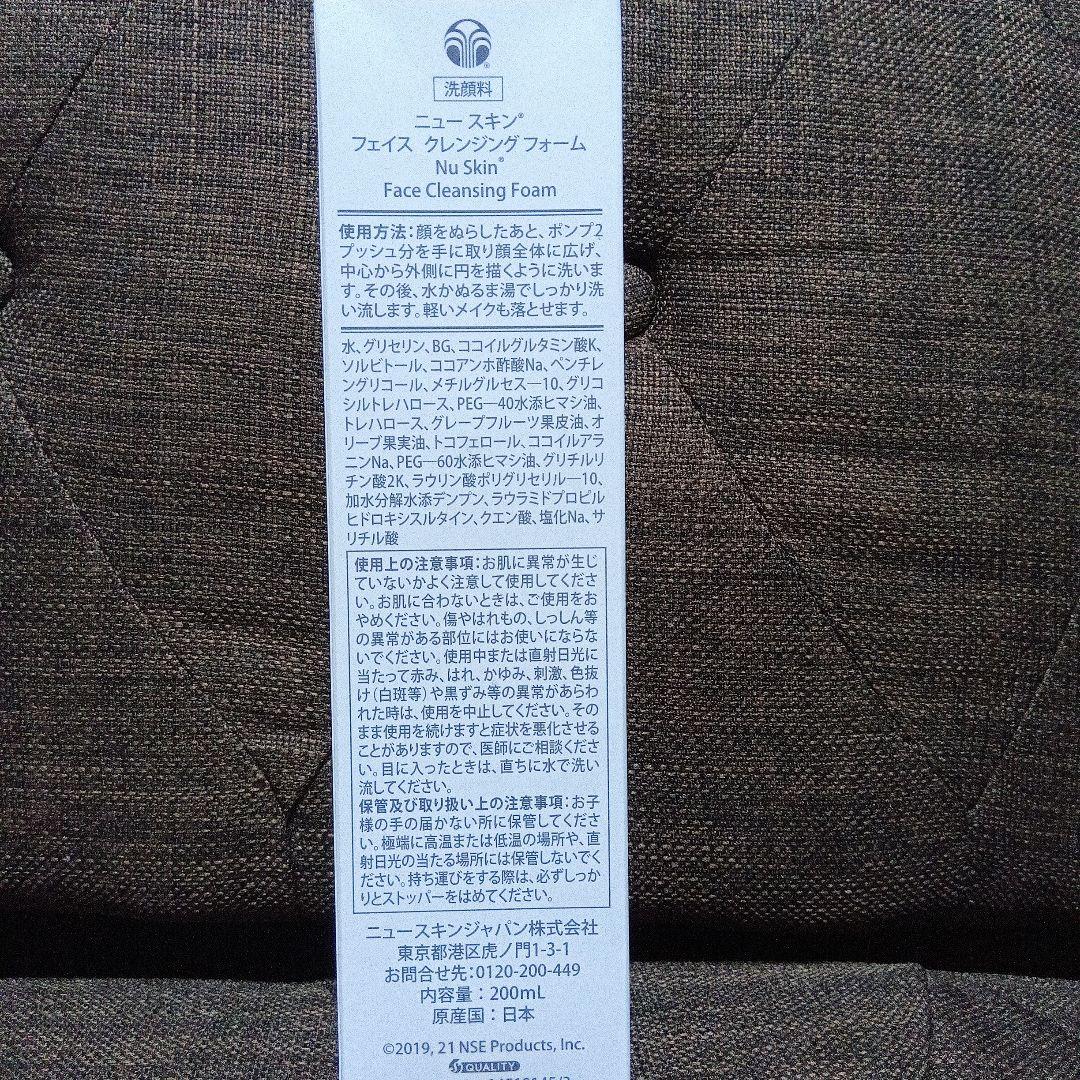 洗顔料
ニュー スキン®
フェイス クレンジング フォーム
Nu Skin®
Face Cleansing Foam
使用方法：顔をぬらしたあと、ポンプ2
プッシュ分を手に取り顔全体に広げ、
中心から外側に円を描くように洗いま
す。その後、水かぬるま湯でしっかり洗
い流します。軽いメイクも落とせます。
水、グリセリン、BG、ココイルグルタミン酸K、
ソルビトール、ココアンホ酢酸Na、ペンチレ
ングリコール、メチルグルセス―10、グリコ
シルトレハロース、PEG―40水添ヒマシ油、
トレハロース、グレープフルーツ果皮油、オ
リーブ果実油、トコフェロール、ココイルアラ
ニンNa、PEG―60水添ヒマシ油、グリチルリ
チン酸2K、ラウリン酸ポリグリセリル―10、
加水分解水添デンプン、ラウラミドプロピル
ヒドロキシスルタイン、クエン酸、塩化Na、サ
リチル酸
使用上の注意事項：お肌に異常が生じ
ていないかよく注意して使用してくださ
い。お肌に合わないときは、ご使用をお
やめください。傷やはれもの、しっしん等
の異常がある部位にはお使いにならな
いでください。使用中または直射日光に
当たって赤み、はれ、かゆみ、刺激、色抜
け（白斑等）や黒ずみ等の異常があらわ
れた時は、使用を中止してください。その
まま使用を続けますと症状を悪化させる
ことがありますので、医師にご相談くださ
い。目に入ったときは、直ちに水で洗い
流してください。
保管及び取り扱い上の注意事項：お子
様の手の届かない所に保管してくださ
い。極端に高温または低温の場所や、直
射日光の当たる場所には保管しないでく
ださい。持ち運びをする際は、必ずしっか
りとストッパーをはめてください。
ニュースキンジャパン株式会社
東京都港区虎ノ門1-3-1
お問合せ先：0120-200-449
内容量：200mL
原産国：日本
©2019, 21 NSE Products, Inc.
QUALITY